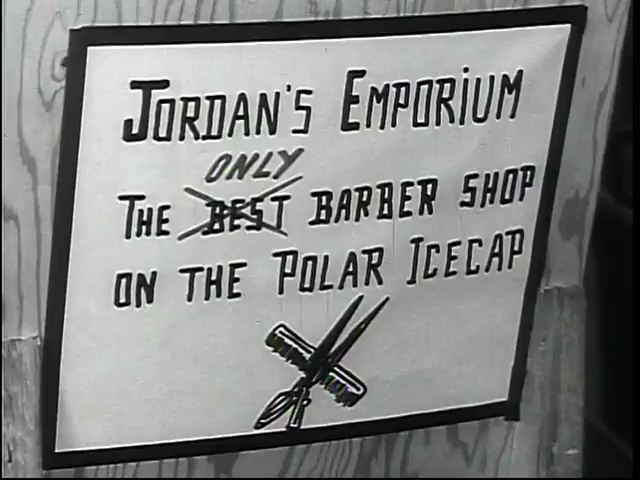 JORDAN'S EMPORIUM
ONLY
THE BEST BARBER SHOP
ON THE POLAR ICECAP